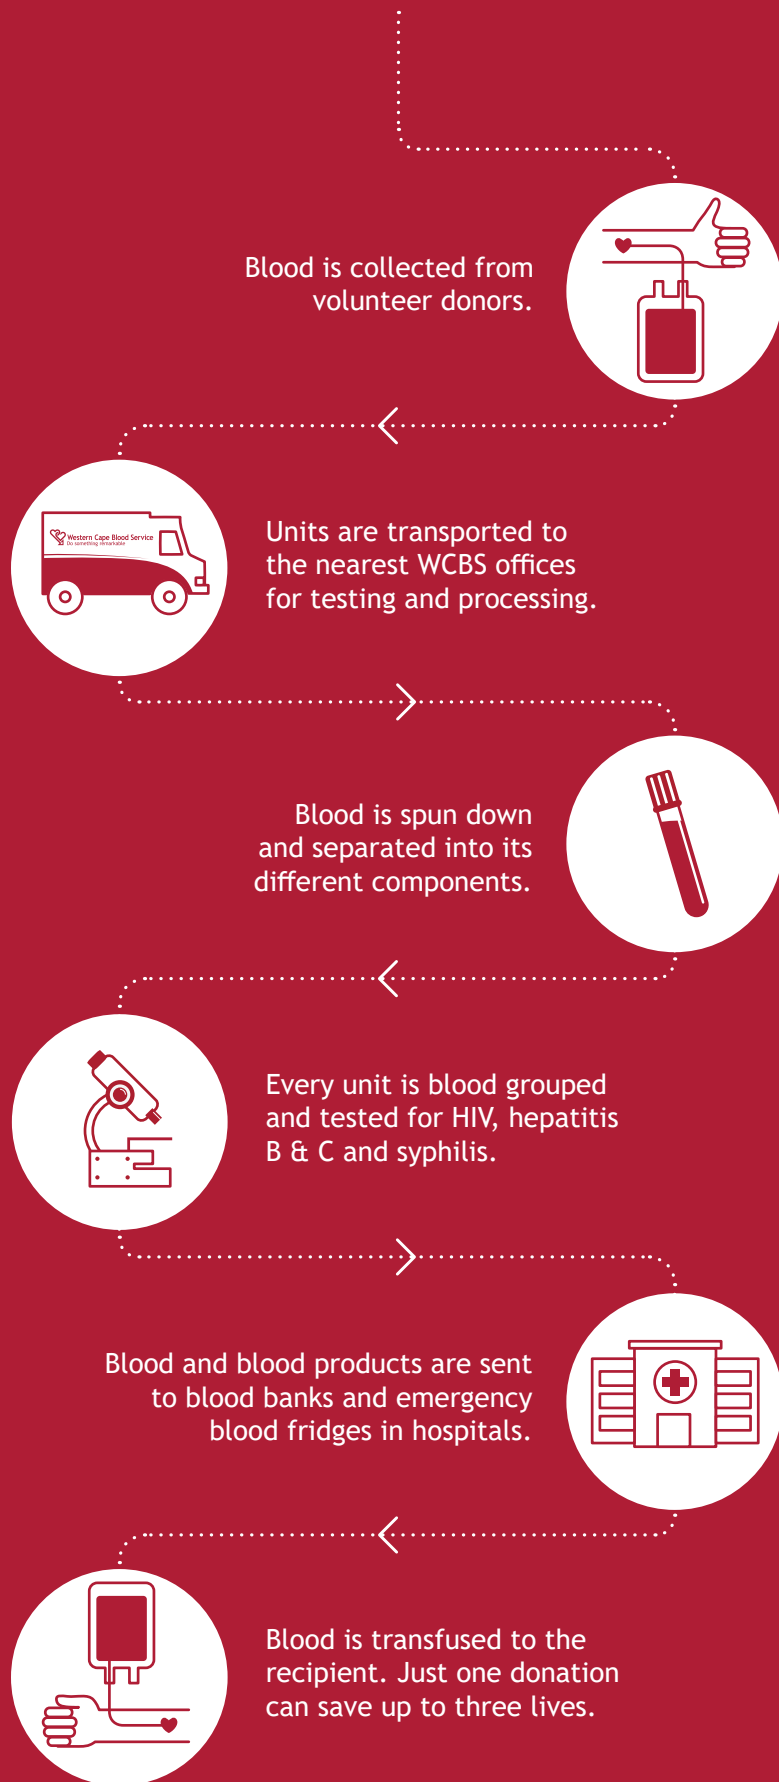 Blood is collected from
volunteer donors.
Western Cape Blood Service
Do something remarkable
Units are transported to
the nearest WCBS offices
for testing and processing.
Blood is spun down
and separated into its
different components.
Every unit is blood grouped
and tested for HIV, hepatitis
B & C and syphilis.
Blood and blood products are sent
to blood banks and emergency
blood fridges in hospitals.
Blood is transfused to the
recipient. Just one donation
can save up to three lives.